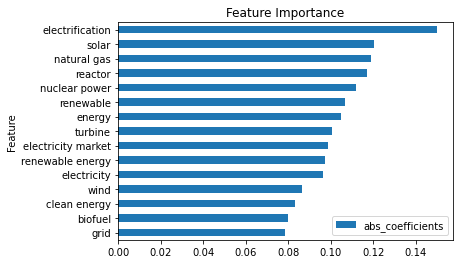 Feature Importance
electrification
solar
natural gas
reactor
nuclear power
renewable
energy
turbine
electricity market
renewable energy
electricity
wind
clean energy
biofuel
grid
Feature
abs_coefficients
0.00 0.02 0.04 0.06 0.08 0.10 0.12 0.14